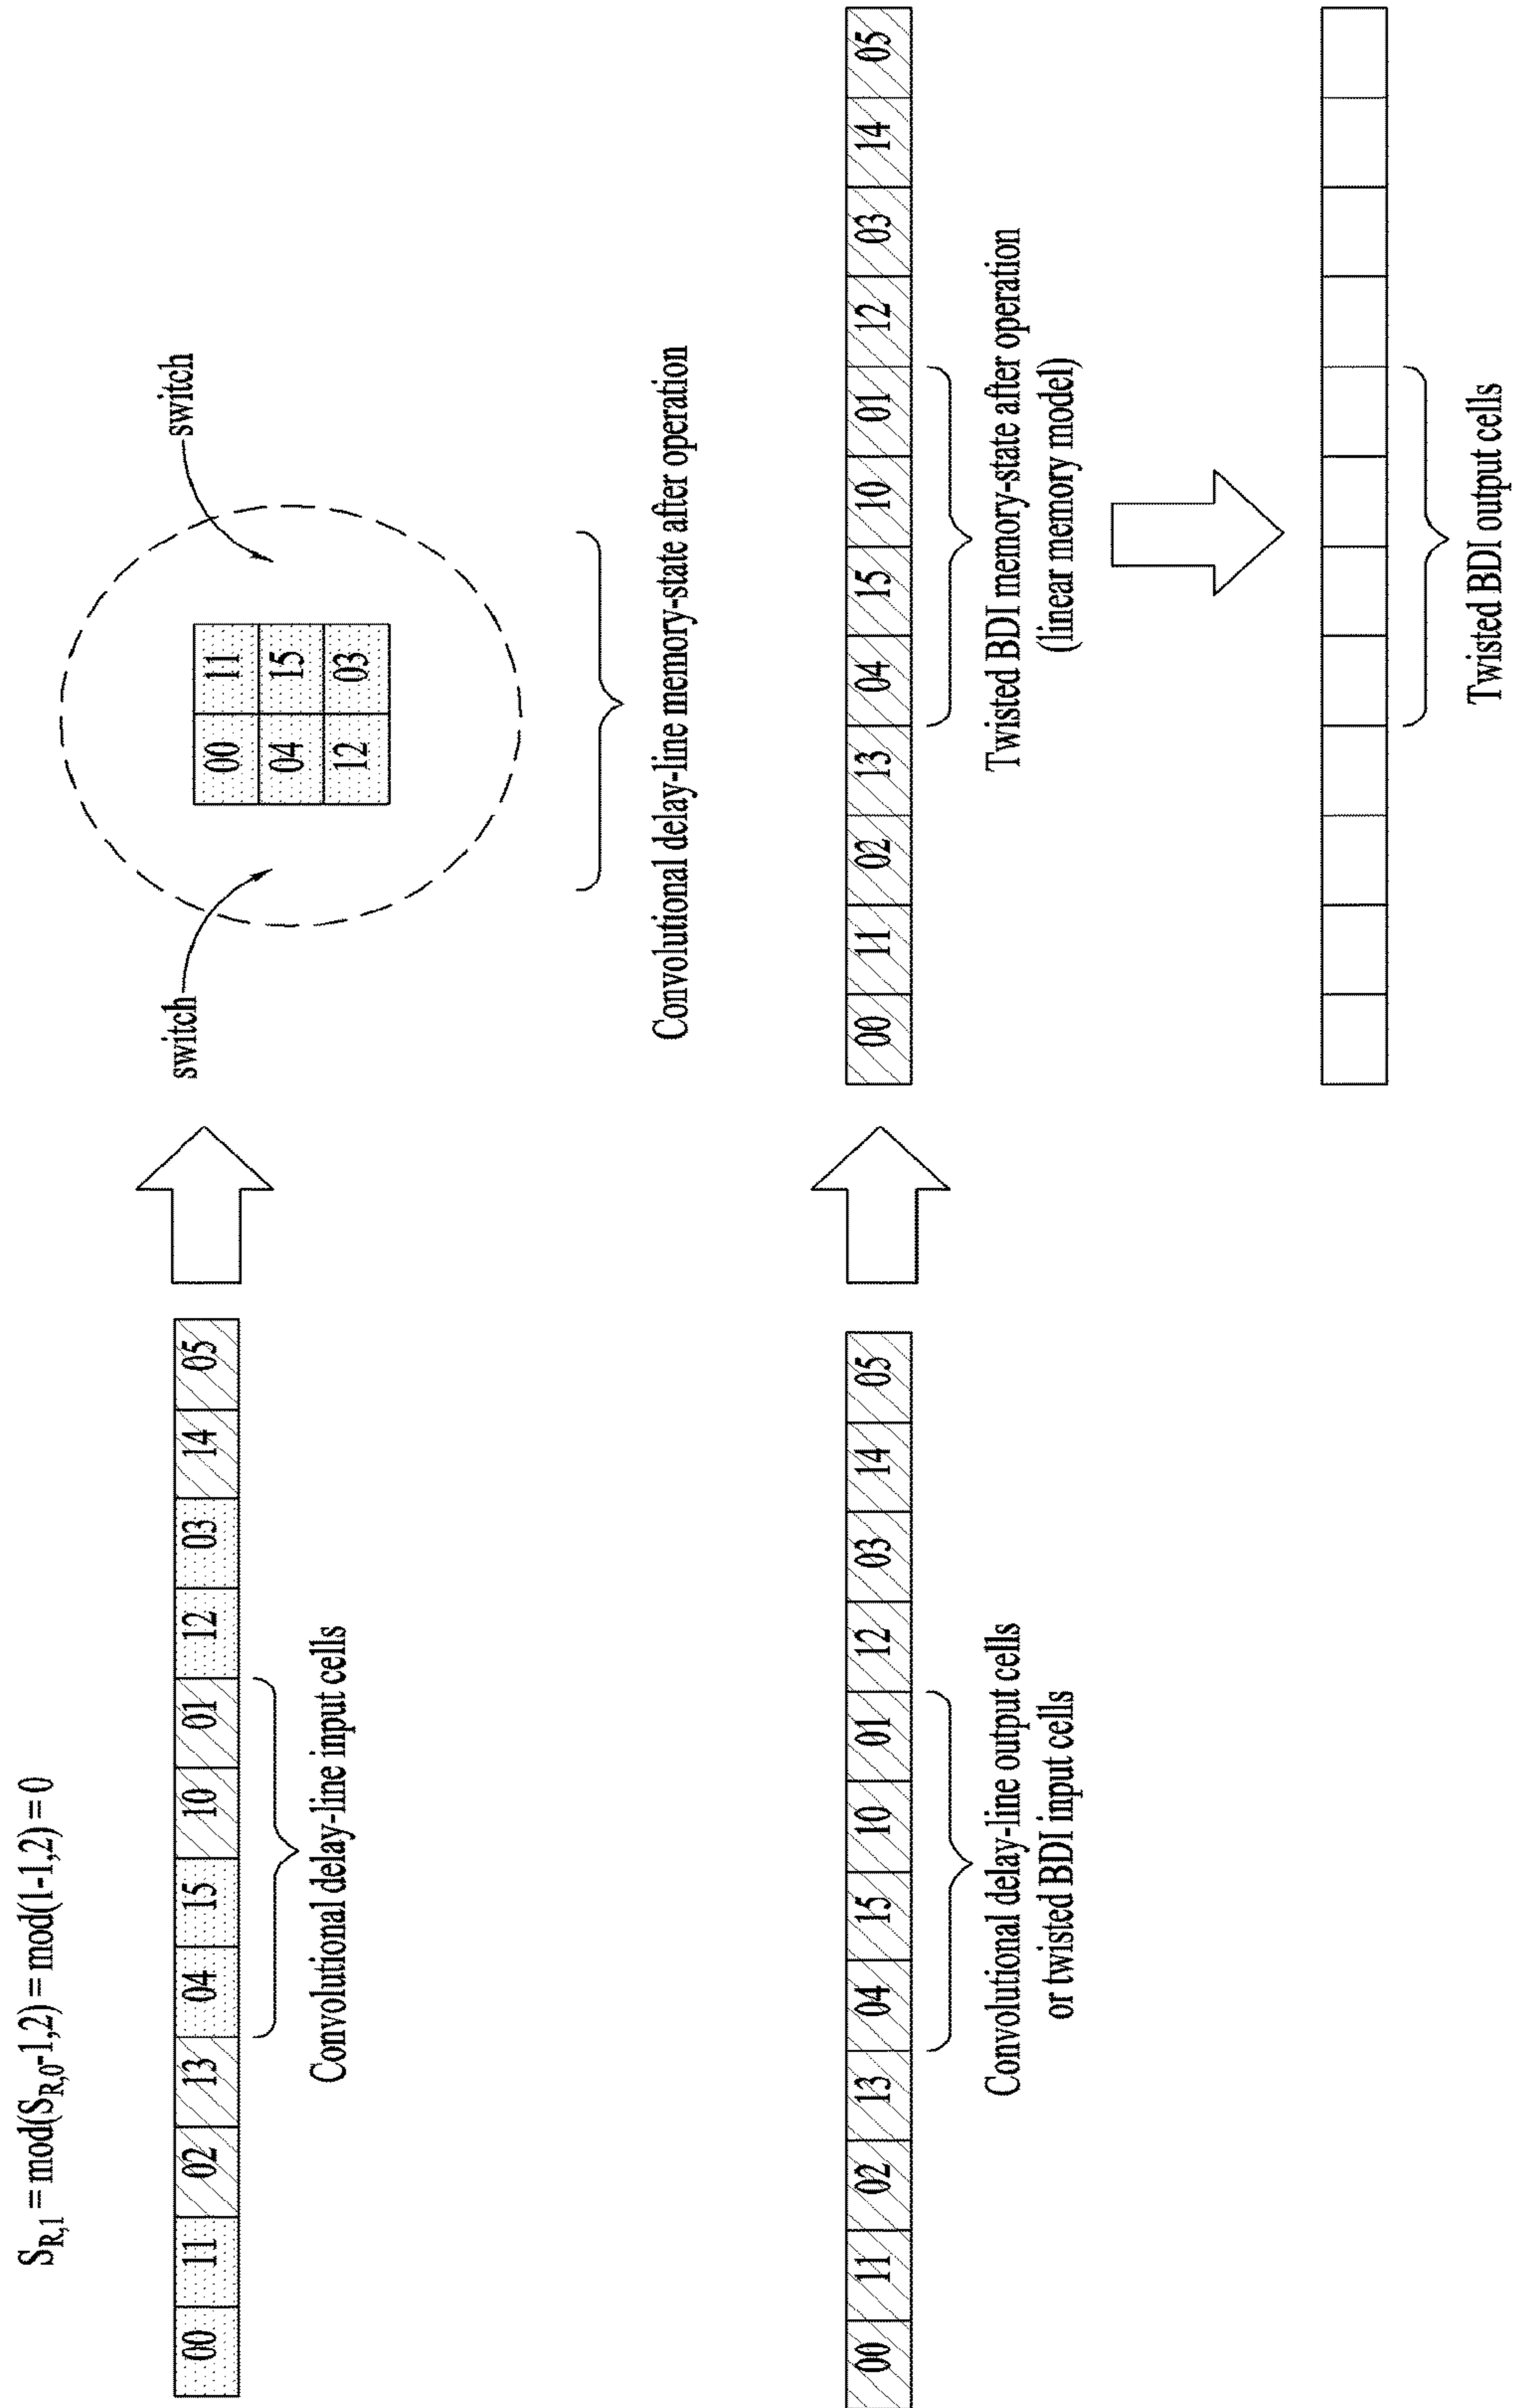 S_R,1 = mod(S_R,0-1,2) = mod(1-1,2) = 0
00 11 02 13 04 15 10 01 12 03 14 05
Convolutional delay-line input cells
switch
switch
00 11
04 15
12 03
Convolutional delay-line memory-state after operation
00 11 02 13 04 15 10 01 12 03 14 05
Convolutional delay-line output cells
or twisted BDI input cells
00 11 02 13 04 15 10 01 12 03 14 05
Twisted BDI memory-state after operation
(linear memory model)
Twisted BDI output cells